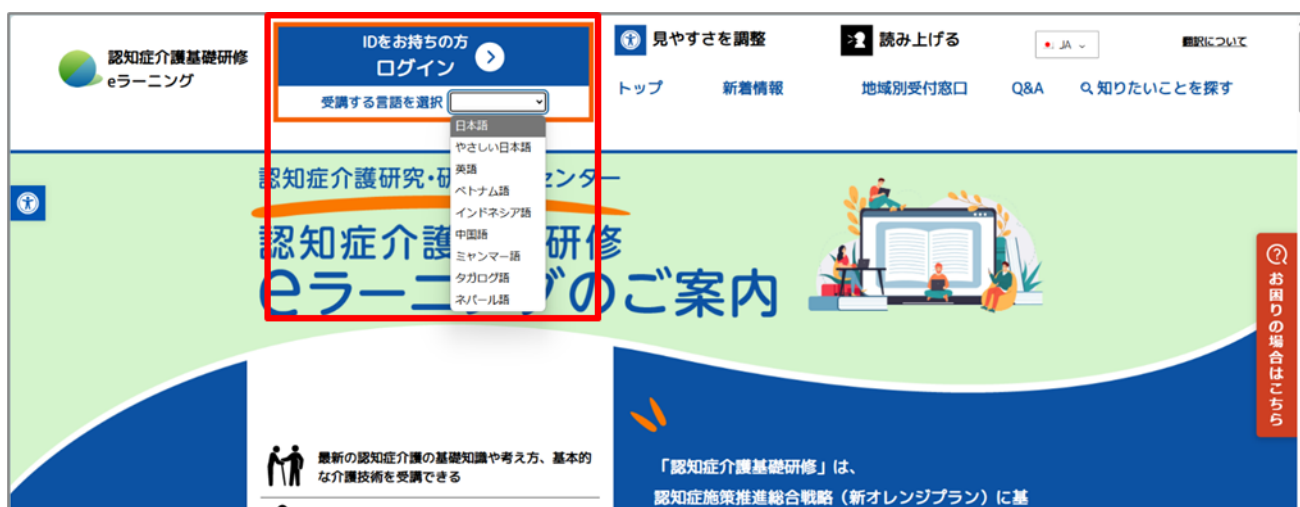 認知症介護基礎研修
eラーニング
IDをお持ちの方
ログイン
受講する言語を選択
日本語
やさしい日本語
英語
ベトナム語
インドネシア語
中国語
ミャンマー語
タガログ語
ネパール語
見やすさを調整
読み上げる
JA
翻訳について
トップ
新着情報
地域別受付窓口
Q&A
知りたいことを探す
認知症介護研究・研 センター
認知症介護 研修
eラーニングのご案内
お困りの場合はこちら
最新の認知症介護の基礎知識や考え方、基本的
な介護技術を受講できる
「認知症介護基礎研修」は、
認知症施策推進総合戦略（新オレンジプラン）に基